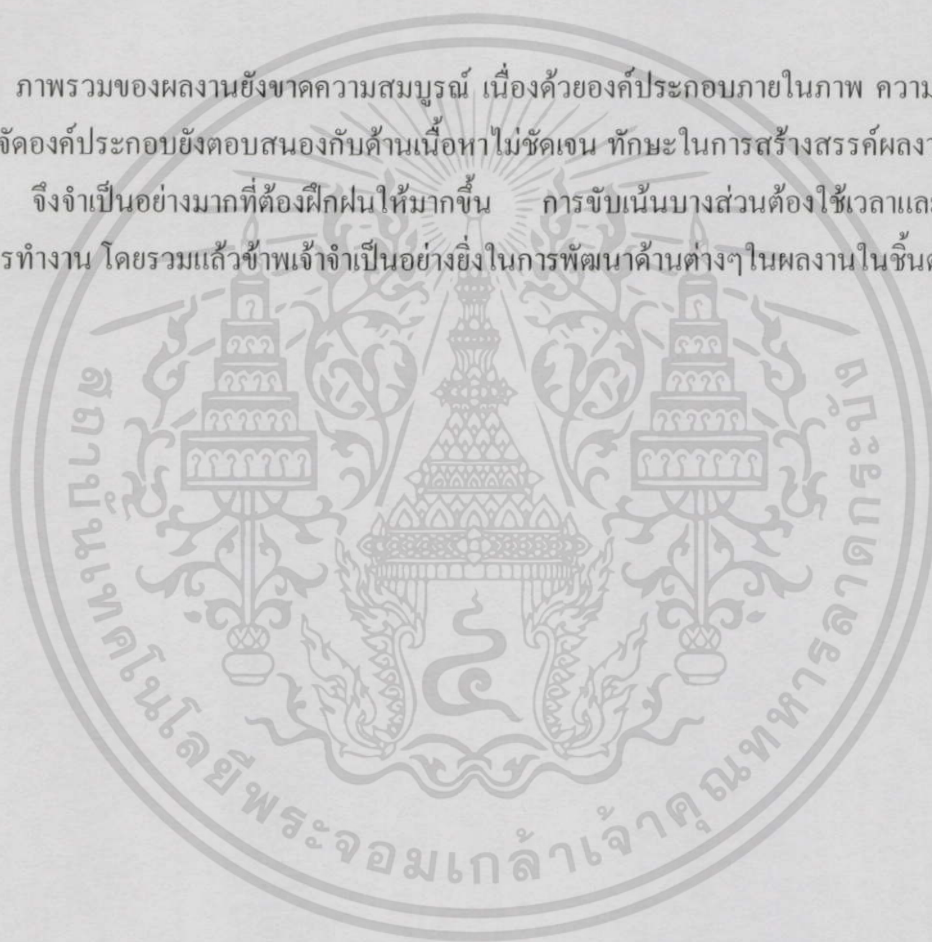 ภาพรวมของผลงานยังขาดความสมบูรณ์ เนื่องด้วยองค์ประกอบภายในภาพ ความ
จัดองค์ประกอบยังตอบสนองกับด้านเนื้อหาไม่ชัดเจน ทักษะในการสร้างสรรค์ผลงา
จึงจำเป็นอย่างมากที่ต้องฝึกฝนให้มากขึ้น การขับเน้นบางส่วนต้องใช้เวลาและ
รทำงาน โดยรวมแล้วข้าพเจ้าจำเป็นอย่างยิ่งในการพัฒนาด้านต่างๆในผลงานในชิ้นต
สถาบันเทคโนโลยีพระจอมเกล้าเจ้าคุณทหารลาดกระบัง
๔